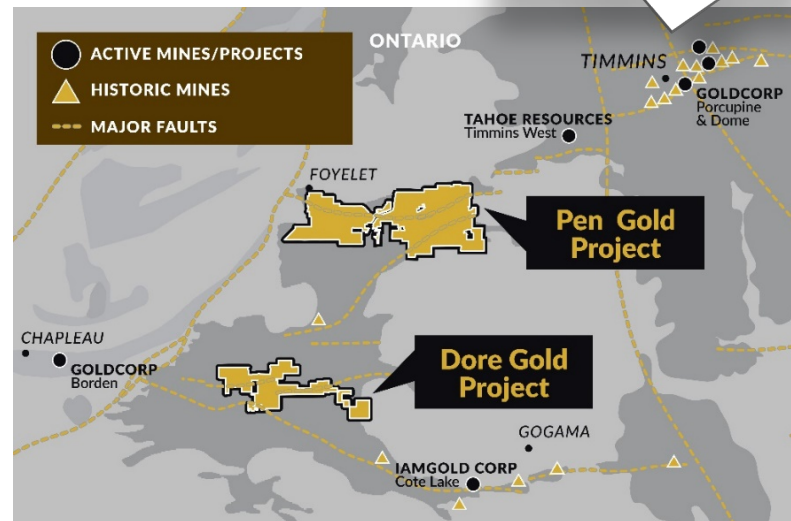 ONTARIO
ACTIVE MINES/PROJECTS
HISTORIC MINES
MAJOR FAULTS
TIMMINS
GOLDCORP
Porcupine
& Dome
TAHOE RESOURCES
Timmins West
FOYELET
Pen Gold
Project
CHAPLEAU
GOLDCORP
Borden
Dore Gold
Project
GOGAMA
IAMGOLD CORP
Cote Lake